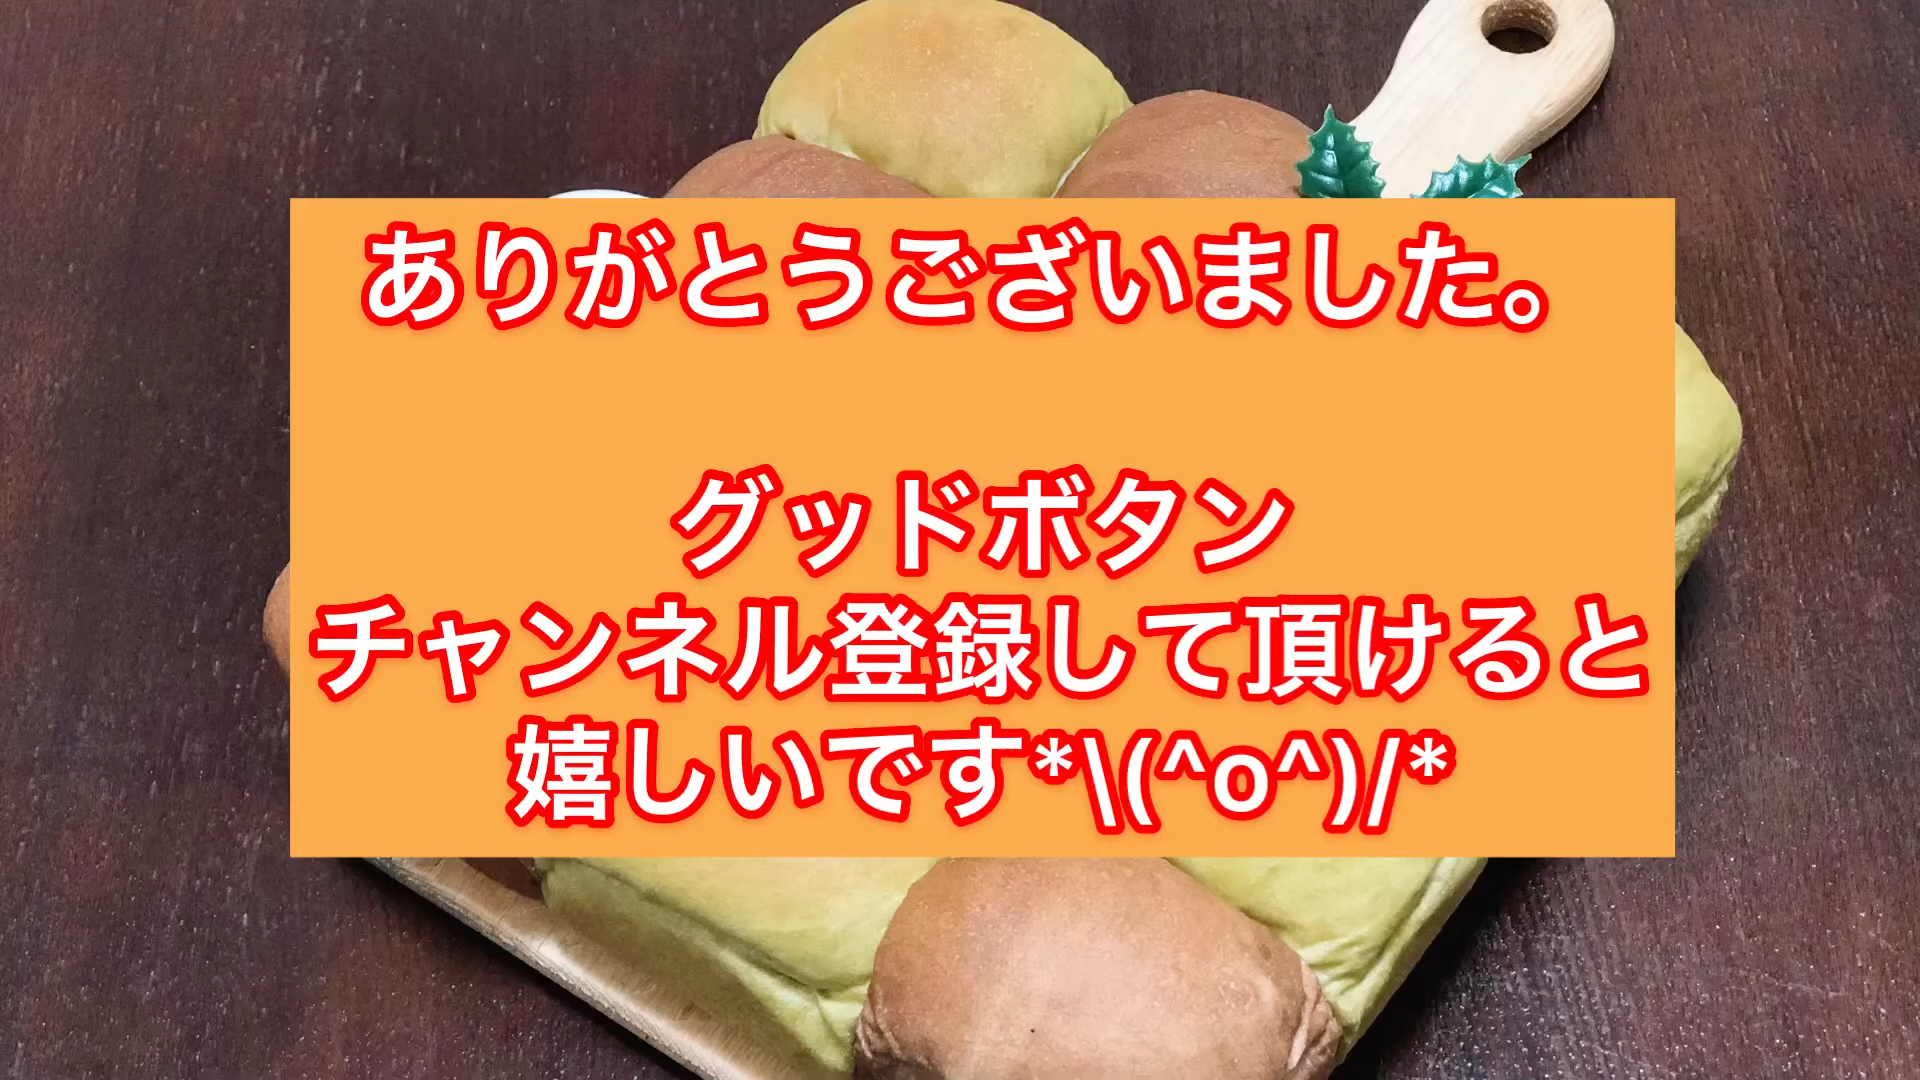 ありがとうございました。
グッドボタン
チャンネル登録して頂けると
嬉しいです*\(^o^)/*